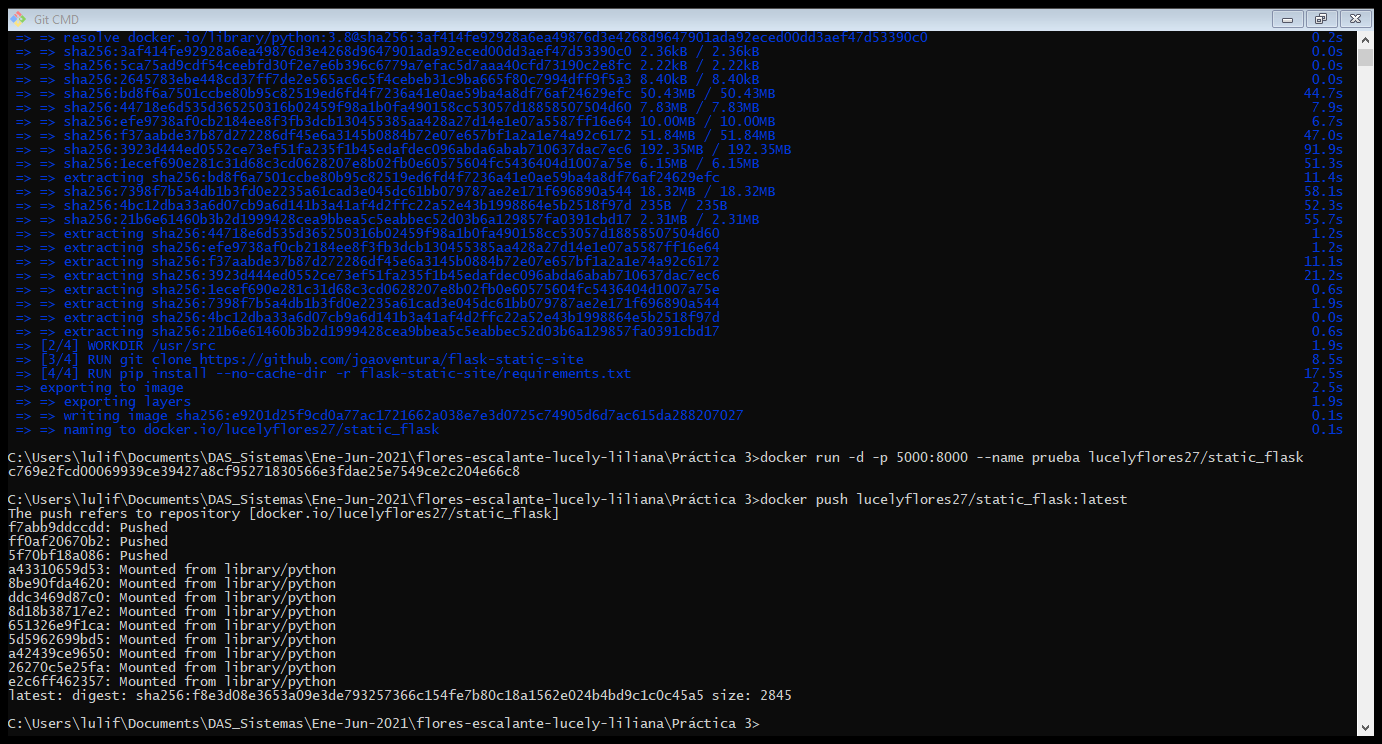 Git CMD
=> => resolve docker.io/library/python:3.8@sha256:3af414fe92928a6ea49876d3e4268d9647901ada92eced00dd3aef47d53390c0 0.2s
=> => sha256:3af414fe92928a6ea49876d3e4268d9647901ada92eced00dd3aef47d53390c0 2.36kB / 2.36kB 0.0s
=> => sha256:5ca75ad9cdf54ceebfd30f2e7e6b396c6779a7efac5d7aaa40cfd73190c2e8fc 2.22kB / 2.22kB 0.0s
=> => sha256:2645783ebe448cd37ff7de2e565ac6c5f4cebeb31c9ba665f80c7994dff9f5a3 8.40kB / 8.40kB 0.0s
=> => sha256:bd8f6a7501ccbe80b95c82519ed6fd4f7236a41e0ae59ba4a8df76af24629efc 50.43MB / 50.43MB 44.7s
=> => sha256:44718e6d535d365250316b02459f98a1b0fa490158cc53057d18858507504d60 7.83MB / 7.83MB 7.9s
=> => sha256:efe9738af0cb2184ee8f3fb3dcb130455385aa428a27d14e1e07a5587ff16e64 10.00MB / 10.00MB 6.7s
=> => sha256:f37aabde37b87d272286df45e6a3145b0884b72e07e657bf1a2a1e74a92c6172 51.84MB / 51.84MB 47.0s
=> => sha256:3923d444ed0552ce73ef51fa235f1b45edafdec096abda6abab710637dac7ec6 192.35MB / 192.35MB 91.9s
=> => sha256:1ecef690e281c31d68c3cd0628207e8b02fb0e60575604fc5436404d1007a75e 6.15MB / 6.15MB 51.3s
=> => extracting sha256:bd8f6a7501ccbe80b95c82519ed6fd4f7236a41e0ae59ba4a8df76af24629efc 11.4s
=> => sha256:7398f7b5a4db1b3fd0e2235a61cad3e045dc61bb079787ae2e171f696890a544 18.32MB / 18.32MB 58.1s
=> => sha256:4bc12dba33a6d07cb9a6d141b3a41af4d2ffc22a52e43b1998864e5b2518f97d 235B / 235B 52.3s
=> => sha256:21b6e61460b3b2d1999428cea9bbea5c5eabbec52d03b6a129857fa0391cbd17 2.31MB / 2.31MB 55.7s
=> => extracting sha256:44718e6d535d365250316b02459f98a1b0fa490158cc53057d18858507504d60 1.2s
=> => extracting sha256:efe9738af0cb2184ee8f3fb3dcb130455385aa428a27d14e1e07a5587ff16e64 1.2s
=> => extracting sha256:f37aabde37b87d272286df45e6a3145b0884b72e07e657bf1a2a1e74a92c6172 11.1s
=> => extracting sha256:3923d444ed0552ce73ef51fa235f1b45edafdec096abda6abab710637dac7ec6 21.2s
=> => extracting sha256:1ecef690e281c31d68c3cd0628207e8b02fb0e60575604fc5436404d1007a75e 0.6s
=> => extracting sha256:7398f7b5a4db1b3fd0e2235a61cad3e045dc61bb079787ae2e171f696890a544 1.9s
=> => extracting sha256:4bc12dba33a6d07cb9a6d141b3a41af4d2ffc22a52e43b1998864e5b2518f97d 0.0s
=> => extracting sha256:21b6e61460b3b2d1999428cea9bbea5c5eabbec52d03b6a129857fa0391cbd17 0.6s
=> [2/4] WORKDIR /usr/src 1.9s
=> [3/4] RUN git clone https://github.com/joaoventura/flask-static-site 8.5s
=> [4/4] RUN pip install --no-cache-dir -r flask-static-site/requirements.txt 17.5s
=> exporting to image 2.5s
=> => exporting layers 1.9s
=> => writing image sha256:e9201d25f9cd0a77ac1721662a038e7e3d0725c74905d6d7ac615da288207027 0.1s
=> => naming to docker.io/lucelyflores27/static_flask 0.1s
C:\Users\lulif\Documents\DAS_Sistemas\Ene-Jun-2021\flores-escalante-lucely-liliana\Práctica 3>docker run -d -p 5000:8000 --name prueba lucelyflores27/static_flask
c769e2fcd00069939ce39427a8cf95271830566e3fdae25e7549ce2c204e66c8
C:\Users\lulif\Documents\DAS_Sistemas\Ene-Jun-2021\flores-escalante-lucely-liliana\Práctica 3>docker push lucelyflores27/static_flask:latest
The push refers to repository [docker.io/lucelyflores27/static_flask]
f7abb9ddccdd: Pushed
ff0af20670b2: Pushed
5f70bf18a086: Pushed
a43310659d53: Mounted from library/python
8be90fda4620: Mounted from library/python
ddc3469d87c0: Mounted from library/python
8d18b38717e2: Mounted from library/python
651326e9f1ca: Mounted from library/python
5d5962699bd5: Mounted from library/python
a42439ce9650: Mounted from library/python
26270c5e25fa: Mounted from library/python
e2c6ff462357: Mounted from library/python
latest: digest: sha256:f8e3d08e3653a09e3de793257366c154fe7b80c18a1562e024b4bd9c1c0c45a5 size: 2845
C:\Users\lulif\Documents\DAS_Sistemas\Ene-Jun-2021\flores-escalante-lucely-liliana\Práctica 3>